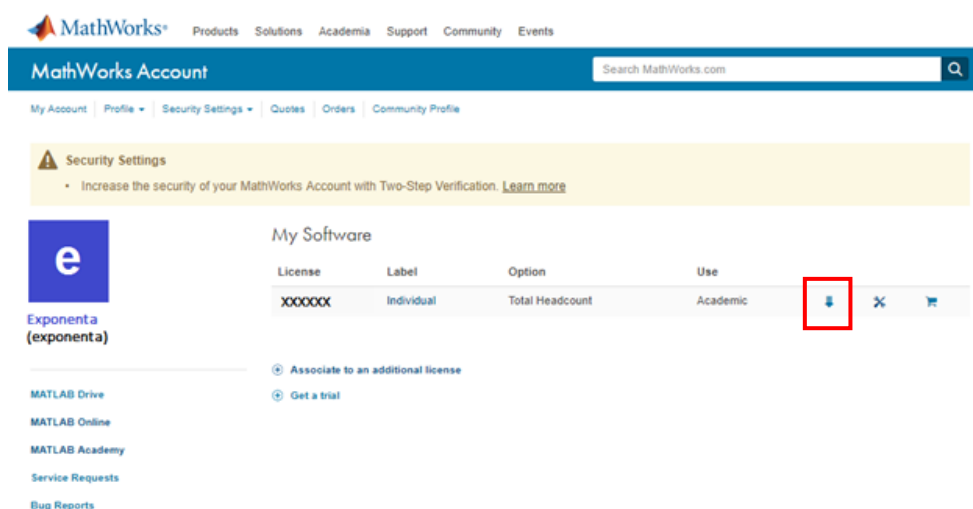 MathWorks®
Products Solutions Academia Support Community Events
MathWorks Account
Search MathWorks.com
My Account Profile Security Settings Quotes Orders Community Profile
Security Settings
• Increase the security of your MathWorks Account with Two-Step Verification. Learn more
e
Exponenta
(exponenta)
My Software
License Label Option Use
XXXXXX Individual Total Headcount Academic
Associate to an additional license
Get a trial
MATLAB Drive
MATLAB Online
MATLAB Academy
Service Requests
Bug Reports